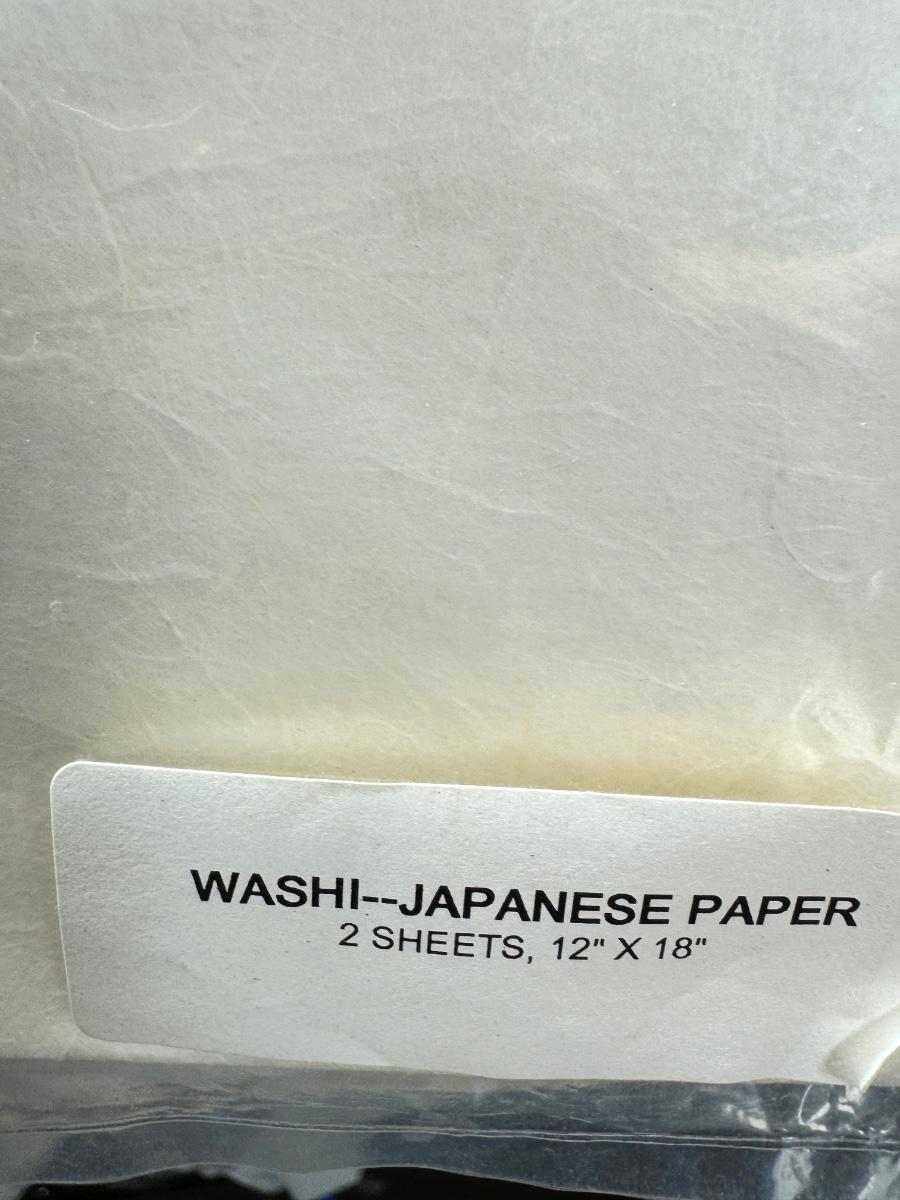 WASHI--JAPANESE PAPER
2 SHEETS, 12" X 18"